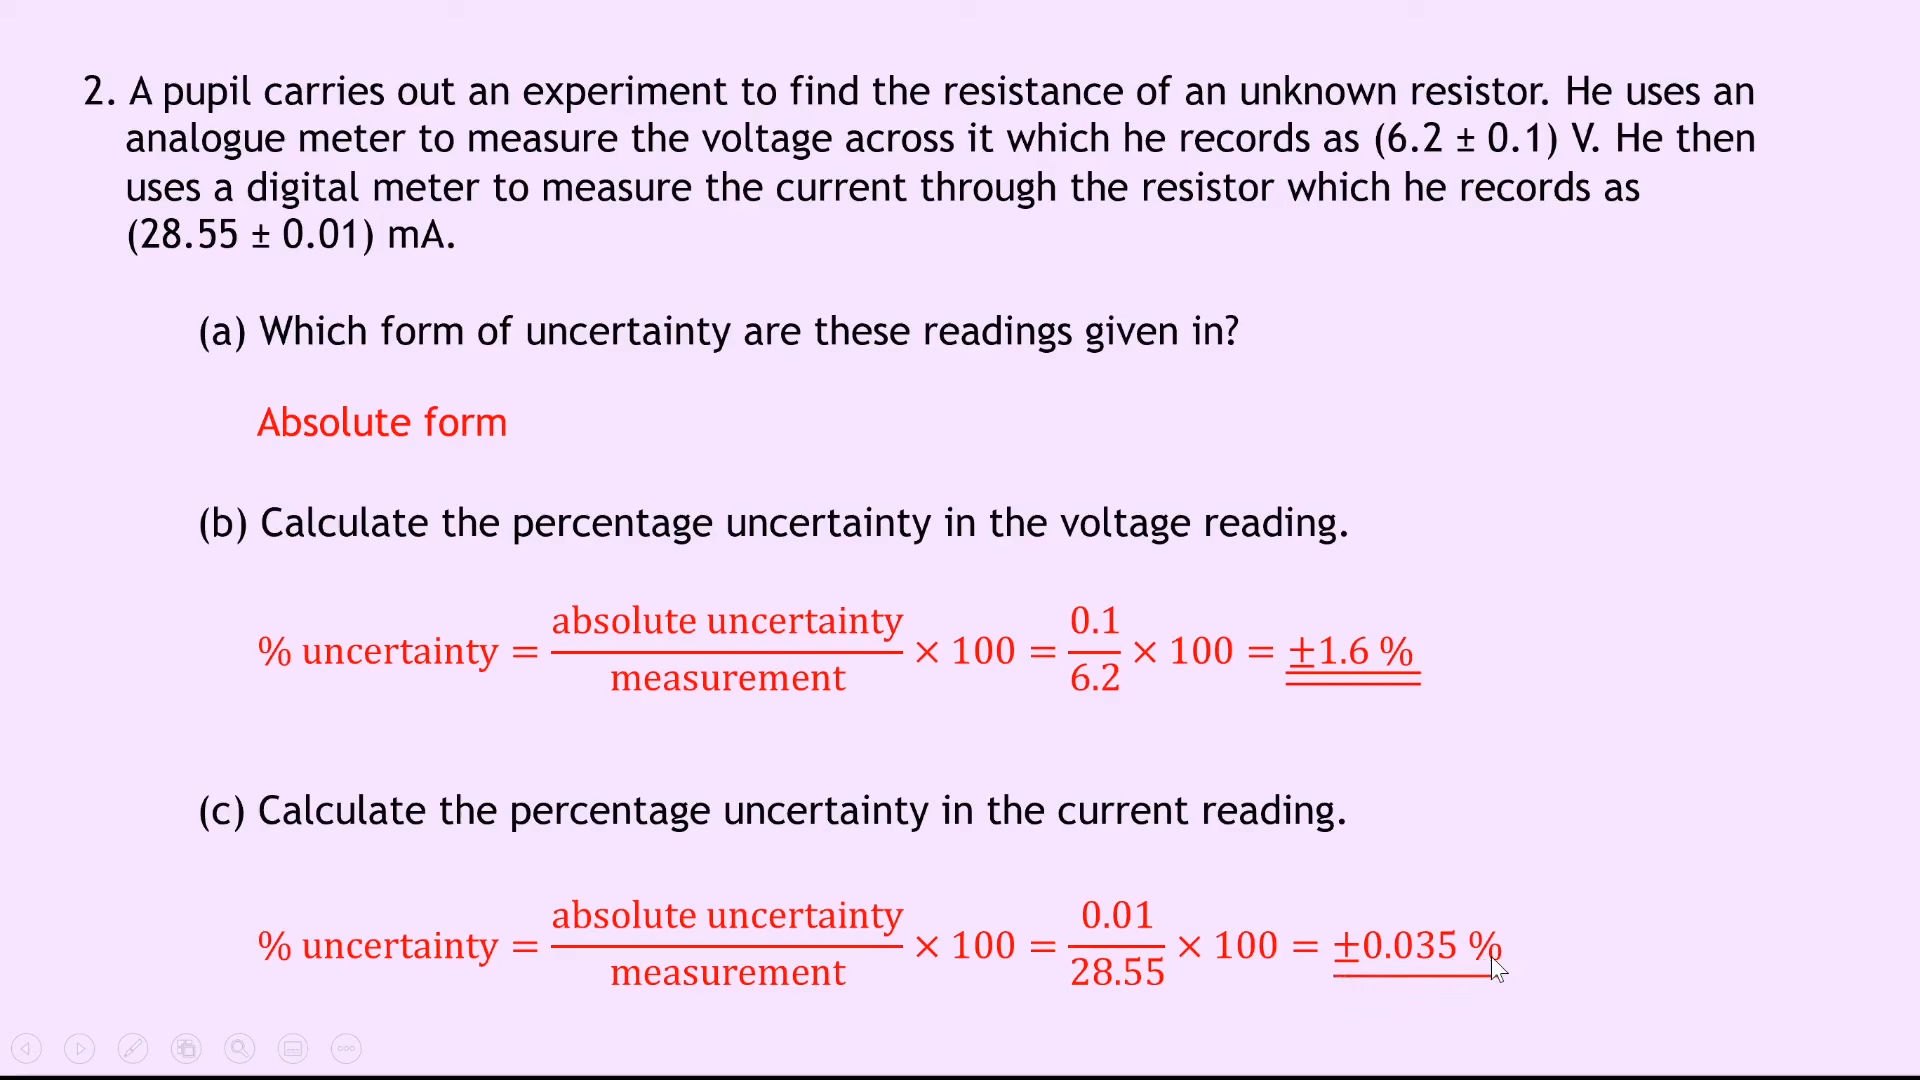 2. A pupil carries out an experiment to find the resistance of an unknown resistor. He uses an
analogue meter to measure the voltage across it which he records as (6.2 ± 0.1) V. He then
uses a digital meter to measure the current through the resistor which he records as
(28.55 ± 0.01) mA.
(a) Which form of uncertainty are these readings given in?
Absolute form
(b) Calculate the percentage uncertainty in the voltage reading.
% uncertainty = absolute uncertainty / measurement × 100 = 0.1 / 6.2 × 100 = ±1.6 %
(c) Calculate the percentage uncertainty in the current reading.
% uncertainty = absolute uncertainty / measurement × 100 = 0.01 / 28.55 × 100 = ±0.035 %